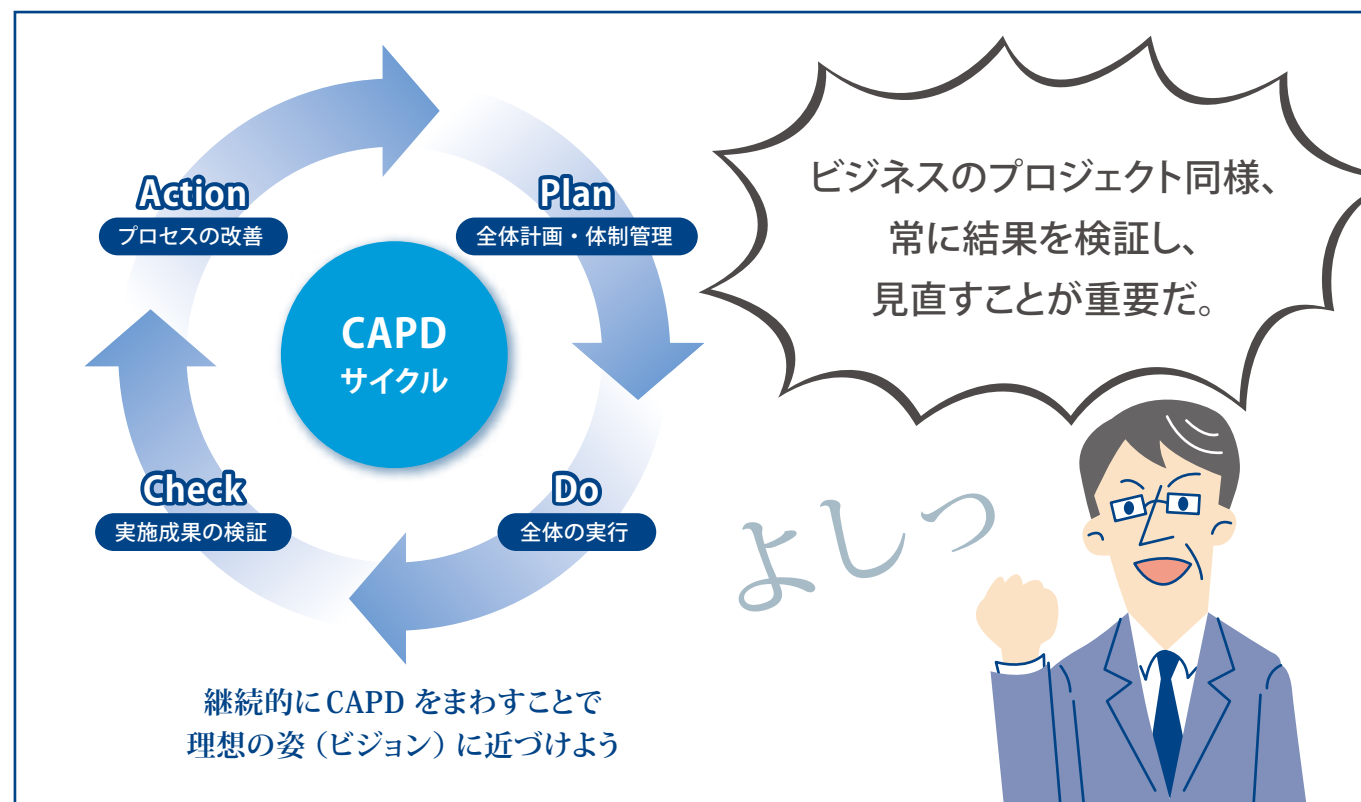 Action
プロセスの改善
Plan
全体計画・体制管理
CAPD
サイクル
Check
実施成果の検証
Do
全体の実行
継続的にCAPDをまわすことで
理想の姿（ビジョン）に近づけよう
ビジネスのプロジェクト同様、
常に結果を検証し、
見直すことが重要だ。
よしっ